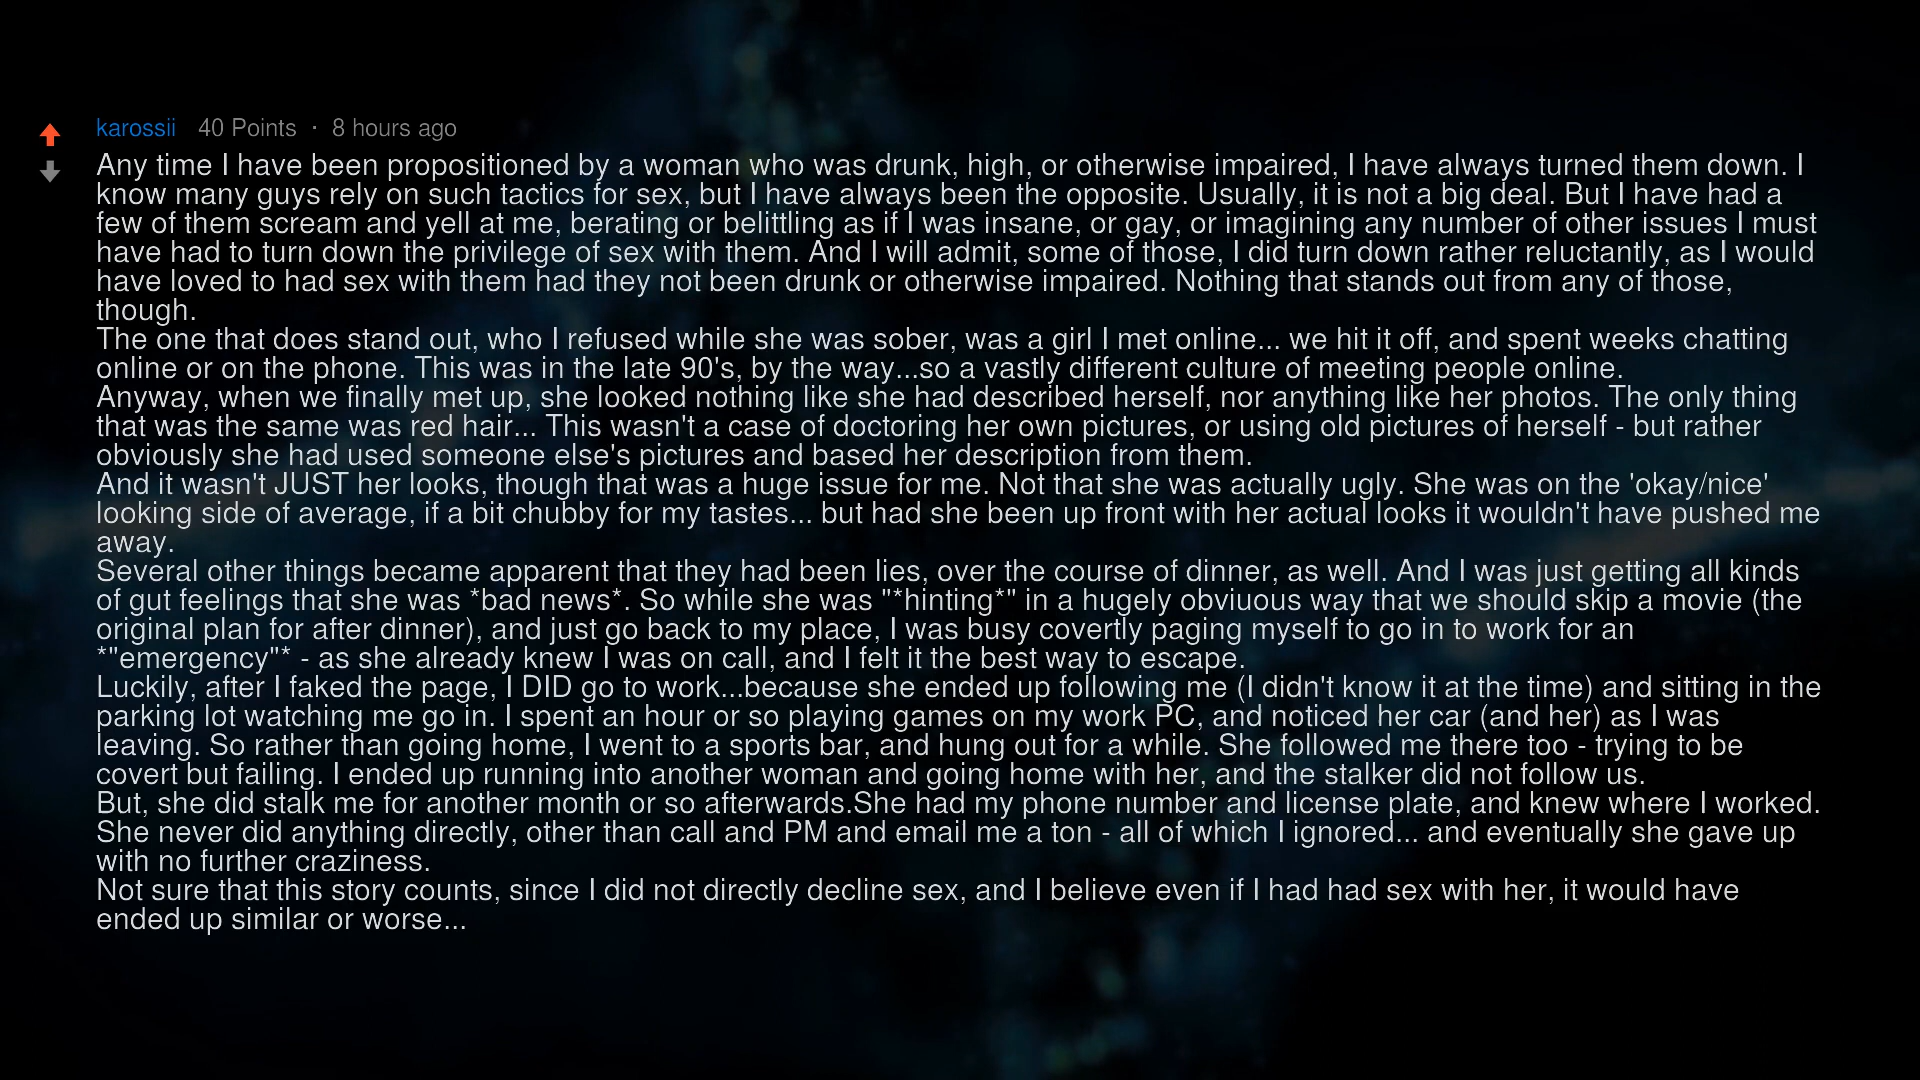 karossii 40 Points · 8 hours ago
Any time I have been propositioned by a woman who was drunk, high, or otherwise impaired, I have always turned them down. I
know many guys rely on such tactics for sex, but I have always been the opposite. Usually, it is not a big deal. But I have had a
few of them scream and yell at me, berating or belittling as if I was insane, or gay, or imagining any number of other issues I must
have had to turn down the privilege of sex with them. And I will admit, some of those, I did turn down rather reluctantly, as I would
have loved to had sex with them had they not been drunk or otherwise impaired. Nothing that stands out from any of those,
though.
The one that does stand out, who I refused while she was sober, was a girl I met online... we hit it off, and spent weeks chatting
online or on the phone. This was in the late 90's, by the way...so a vastly different culture of meeting people online.
Anyway, when we finally met up, she looked nothing like she had described herself, nor anything like her photos. The only thing
that was the same was red hair... This wasn't a case of doctoring her own pictures, or using old pictures of herself - but rather
obviously she had used someone else's pictures and based her description from them.
And it wasn't JUST her looks, though that was a huge issue for me. Not that she was actually ugly. She was on the 'okay/nice'
looking side of average, if a bit chubby for my tastes... but had she been up front with her actual looks it wouldn't have pushed me
away.
Several other things became apparent that they had been lies, over the course of dinner, as well. And I was just getting all kinds
of gut feelings that she was *bad news*. So while she was "*hinting*" in a hugely obviuous way that we should skip a movie (the
original plan for after dinner), and just go back to my place, I was busy covertly paging myself to go in to work for an
*"emergency"* - as she already knew I was on call, and I felt it the best way to escape.
Luckily, after I faked the page, I DID go to work...because she ended up following me (I didn't know it at the time) and sitting in the
parking lot watching me go in. I spent an hour or so playing games on my work PC, and noticed her car (and her) as I was
leaving. So rather than going home, I went to a sports bar, and hung out for a while. She followed me there too - trying to be
covert but failing. I ended up running into another woman and going home with her, and the stalker did not follow us.
But, she did stalk me for another month or so afterwards.She had my phone number and license plate, and knew where I worked.
She never did anything directly, other than call and PM and email me a ton - all of which I ignored... and eventually she gave up
with no further craziness.
Not sure that this story counts, since I did not directly decline sex, and I believe even if I had had sex with her, it would have
ended up similar or worse...